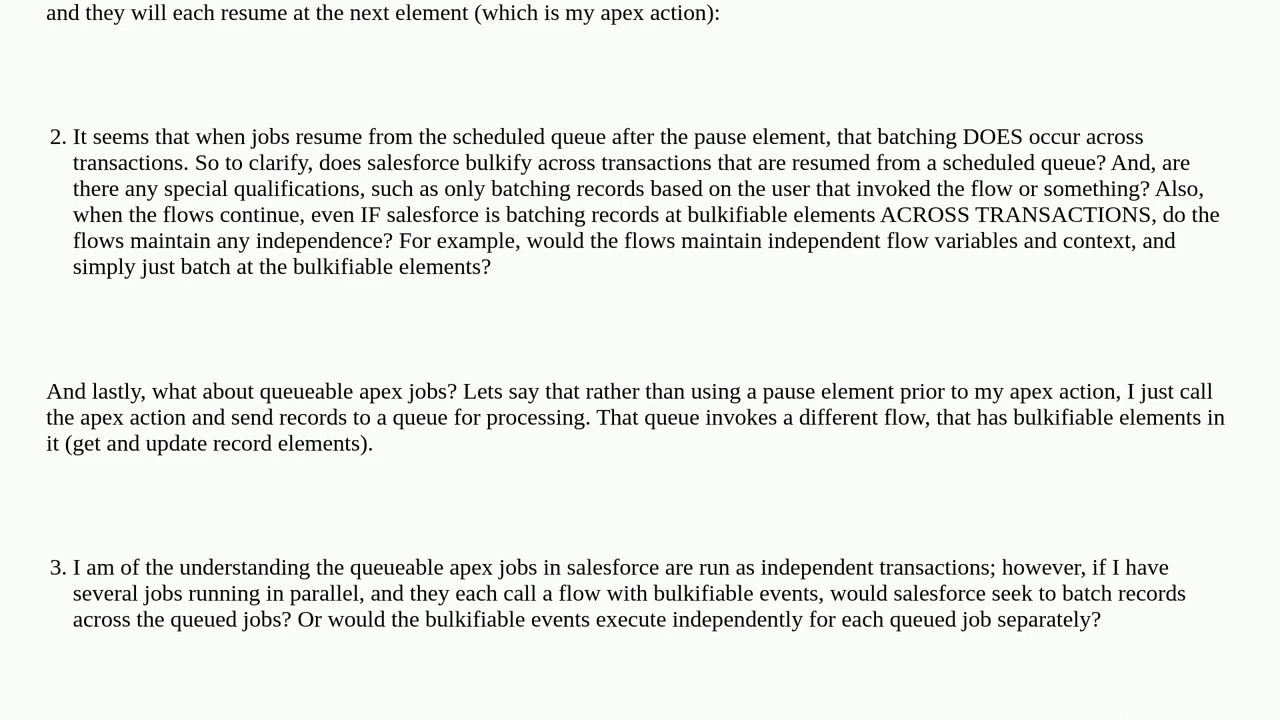 and they will each resume at the next element (which is my apex action):
2. It seems that when jobs resume from the scheduled queue after the pause element, that batching DOES occur across
transactions. So to clarify, does salesforce bulkify across transactions that are resumed from a scheduled queue? And, are
there any special qualifications, such as only batching records based on the user that invoked the flow or something? Also,
when the flows continue, even IF salesforce is batching records at bulkifiable elements ACROSS TRANSACTIONS, do the
flows maintain any independence? For example, would the flows maintain independent flow variables and context, and
simply just batch at the bulkifiable elements?
And lastly, what about queueable apex jobs? Lets say that rather than using a pause element prior to my apex action, I just call
the apex action and send records to a queue for processing. That queue invokes a different flow, that has bulkifiable elements in
it (get and update record elements).
3. I am of the understanding the queueable apex jobs in salesforce are run as independent transactions; however, if I have
several jobs running in parallel, and they each call a flow with bulkifiable events, would salesforce seek to batch records
across the queued jobs? Or would the bulkifiable events execute independently for each queued job separately?